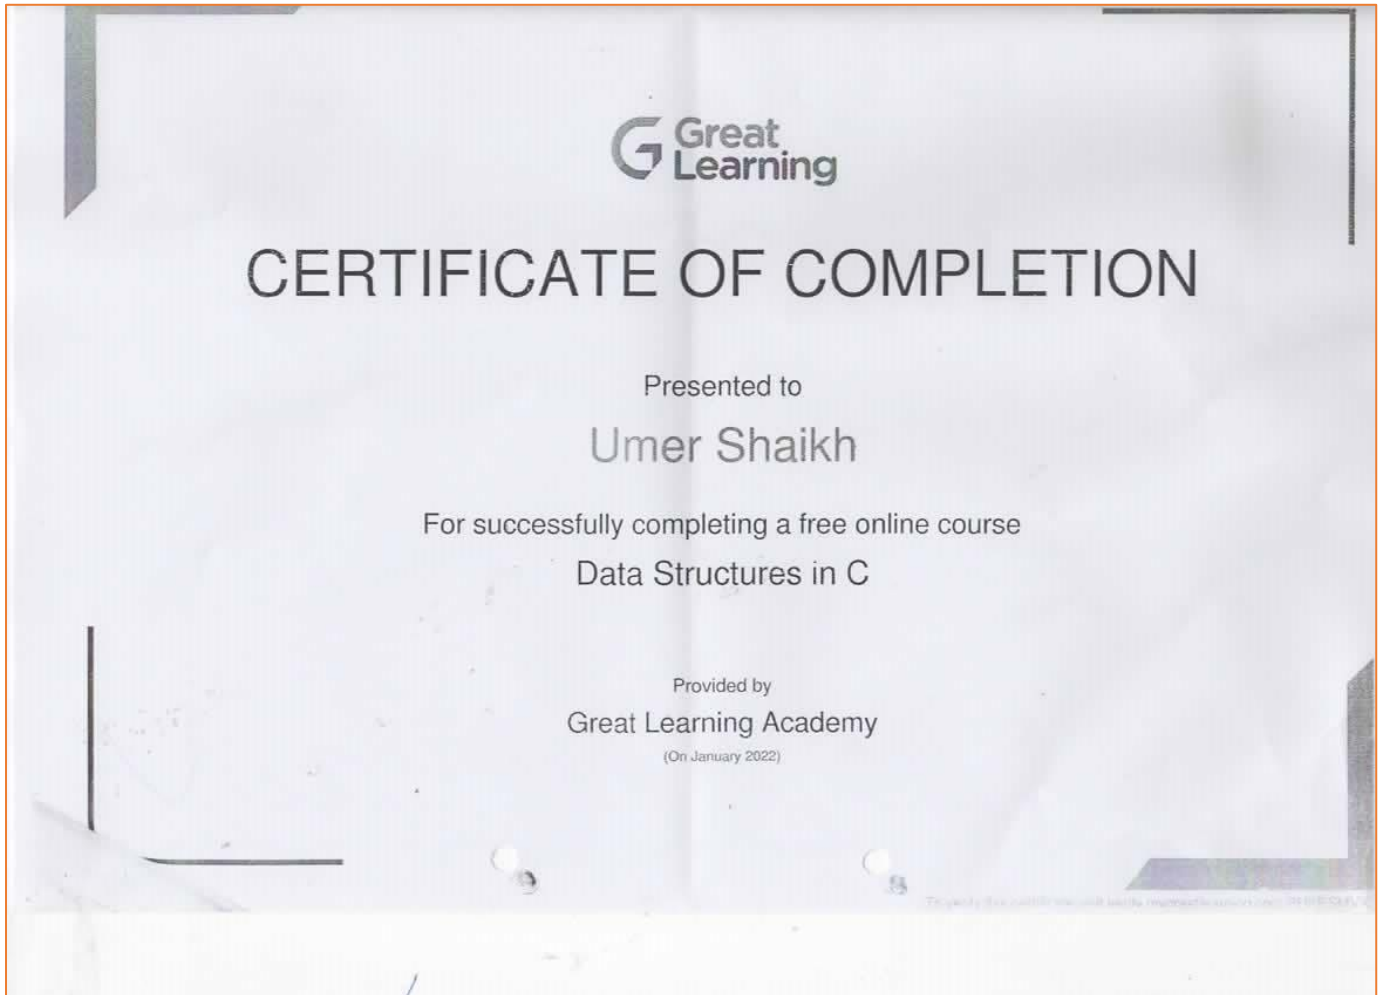 Great
Learning
CERTIFICATE OF COMPLETION
Presented to
Umer Shaikh
For successfully completing a free online course
Data Structures in C
Provided by
Great Learning Academy
(On January 2022)